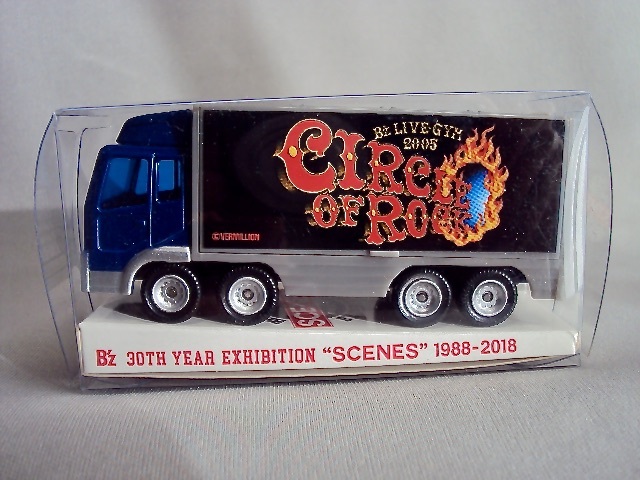 B'z LIVE-GYM
2005
CIRCLE
OF ROCK
©VERMILLION
B'z 30TH YEAR EXHIBITION "SCENES" 1988-2018